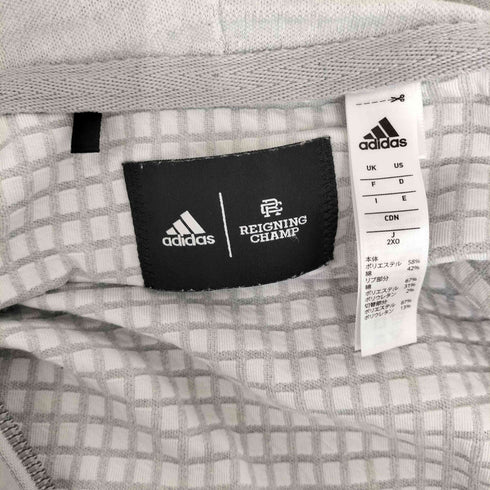 adidas
REIGNING
CHAMP
adidas
UK US
F D
I E
CDN
J
2XO
本体
ポリエステル 58%
綿 42%
リブ部分
綿 67%
ポリエステル 31%
ポリウレタン 2%
切替部分
ポリエステル 87%
ポリウレタン 13%